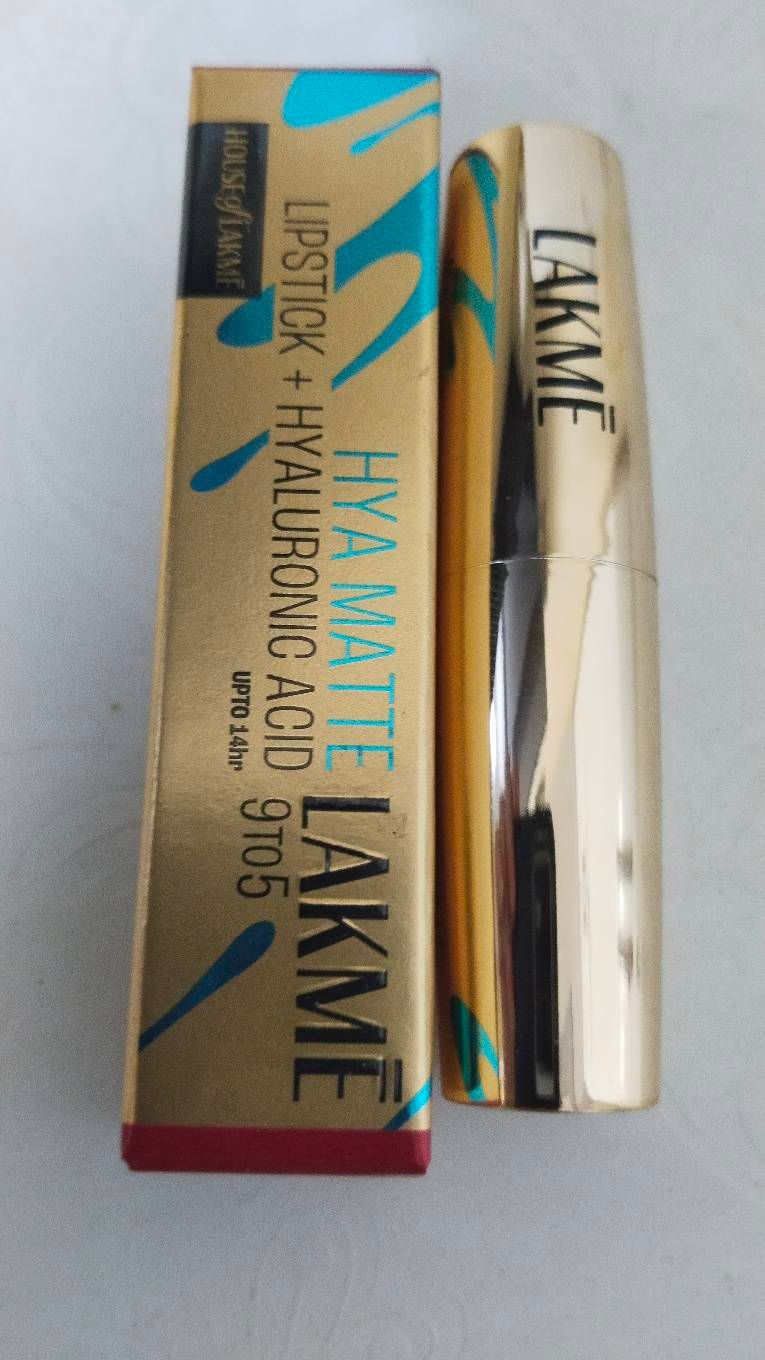 HOUSE of LAKMĒ
HYA MATTE
LIPSTICK + HYALURONIC ACID
UPTO 14hr
LAKMĒ
9TO5
LAKMĒ